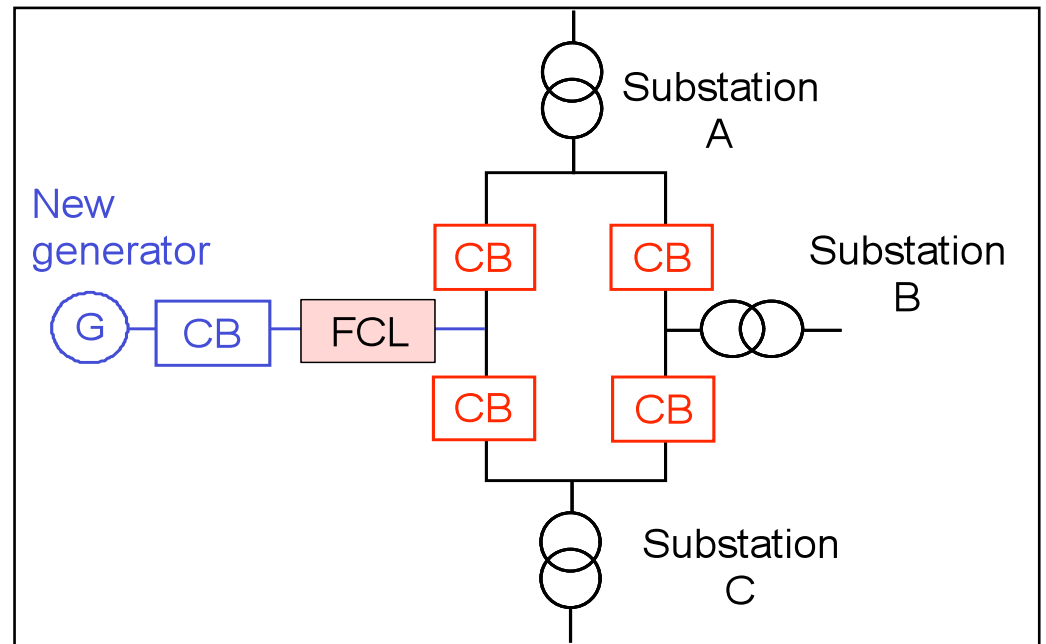 Substation
A
New
generator
CB
CB
Substation
B
G
CB
FCL
CB
CB
Substation
C